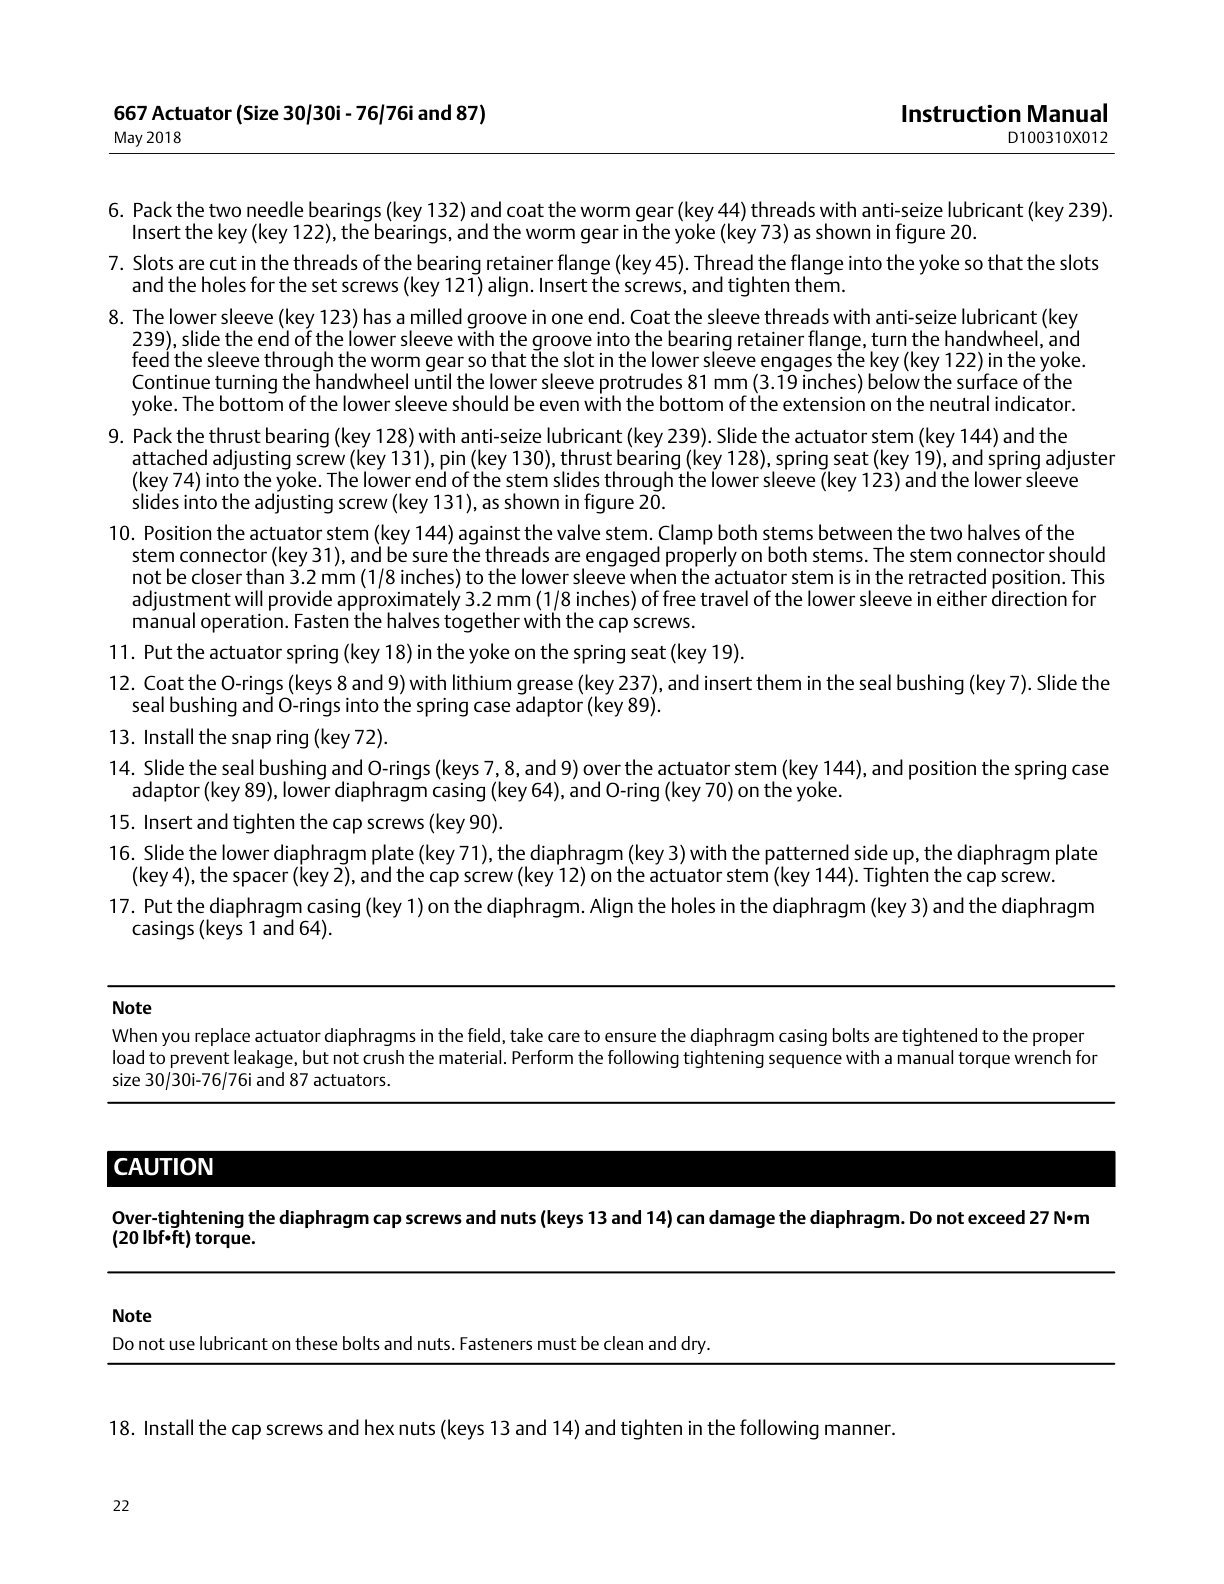 667 Actuator (Size 30/30i - 76/76i and 87)
Instruction Manual
May 2018
D100310X012
6. Pack the two needle bearings (key 132) and coat the worm gear (key 44) threads with anti-seize lubricant (key 239).
Insert the key (key 122), the bearings, and the worm gear in the yoke (key 73) as shown in figure 20.
7. Slots are cut in the threads of the bearing retainer flange (key 45). Thread the flange into the yoke so that the slots
and the holes for the set screws (key 121) align. Insert the screws, and tighten them.
8. The lower sleeve (key 123) has a milled groove in one end. Coat the sleeve threads with anti-seize lubricant (key
239), slide the end of the lower sleeve with the groove into the bearing retainer flange, turn the handwheel, and
feed the sleeve through the worm gear so that the slot in the lower sleeve engages the key (key 122) in the yoke.
Continue turning the handwheel until the lower sleeve protrudes 81 mm (3.19 inches) below the surface of the
yoke. The bottom of the lower sleeve should be even with the bottom of the extension on the neutral indicator.
9. Pack the thrust bearing (key 128) with anti-seize lubricant (key 239). Slide the actuator stem (key 144) and the
attached adjusting screw (key 131), pin (key 130), thrust bearing (key 128), spring seat (key 19), and spring adjuster
(key 74) into the yoke. The lower end of the stem slides through the lower sleeve (key 123) and the lower sleeve
slides into the adjusting screw (key 131), as shown in figure 20.
10. Position the actuator stem (key 144) against the valve stem. Clamp both stems between the two halves of the
stem connector (key 31), and be sure the threads are engaged properly on both stems. The stem connector should
not be closer than 3.2 mm (1/8 inches) to the lower sleeve when the actuator stem is in the retracted position. This
adjustment will provide approximately 3.2 mm (1/8 inches) of free travel of the lower sleeve in either direction for
manual operation. Fasten the halves together with the cap screws.
11. Put the actuator spring (key 18) in the yoke on the spring seat (key 19).
12. Coat the O-rings (keys 8 and 9) with lithium grease (key 237), and insert them in the seal bushing (key 7). Slide the
seal bushing and O-rings into the spring case adaptor (key 89).
13. Install the snap ring (key 72).
14. Slide the seal bushing and O-rings (keys 7, 8, and 9) over the actuator stem (key 144), and position the spring case
adaptor (key 89), lower diaphragm casing (key 64), and O-ring (key 70) on the yoke.
15. Insert and tighten the cap screws (key 90).
16. Slide the lower diaphragm plate (key 71), the diaphragm (key 3) with the patterned side up, the diaphragm plate
(key 4), the spacer (key 2), and the cap screw (key 12) on the actuator stem (key 144). Tighten the cap screw.
17. Put the diaphragm casing (key 1) on the diaphragm. Align the holes in the diaphragm (key 3) and the diaphragm
casings (keys 1 and 64).
Note
When you replace actuator diaphragms in the field, take care to ensure the diaphragm casing bolts are tightened to the proper
load to prevent leakage, but not crush the material. Perform the following tightening sequence with a manual torque wrench for
size 30/30i-76/76i and 87 actuators.
CAUTION
Over-tightening the diaphragm cap screws and nuts (keys 13 and 14) can damage the diaphragm. Do not exceed 27 N•m
(20 lbf•ft) torque.
Note
Do not use lubricant on these bolts and nuts. Fasteners must be clean and dry.
18. Install the cap screws and hex nuts (keys 13 and 14) and tighten in the following manner.
22